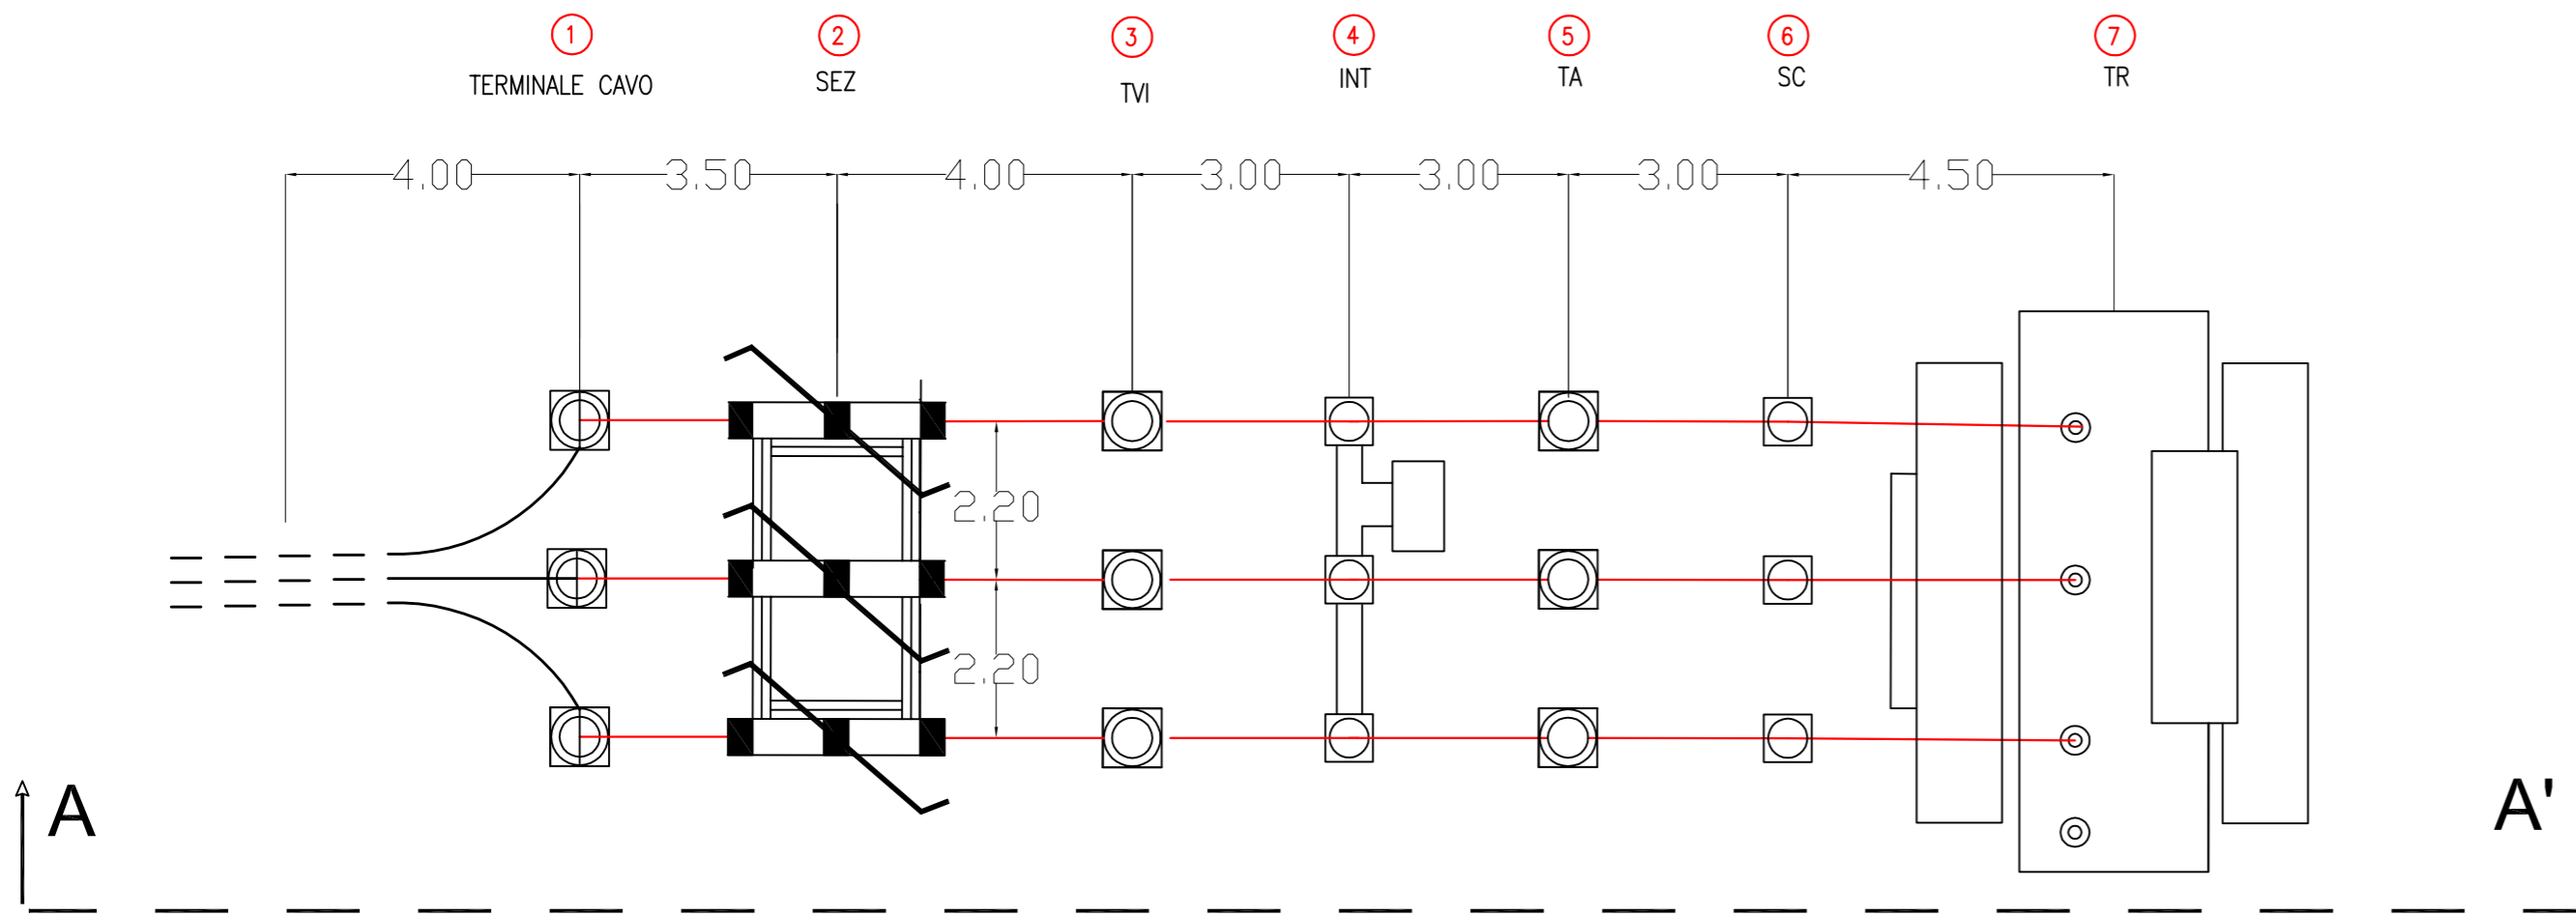 1 2 3 4 5 6 7
TERMINALE CAVO SEZ TVI INT TA SC TR
4.00 3.50 4.00 3.00 3.00 3.00 4.50
2.20
2.20
A A'